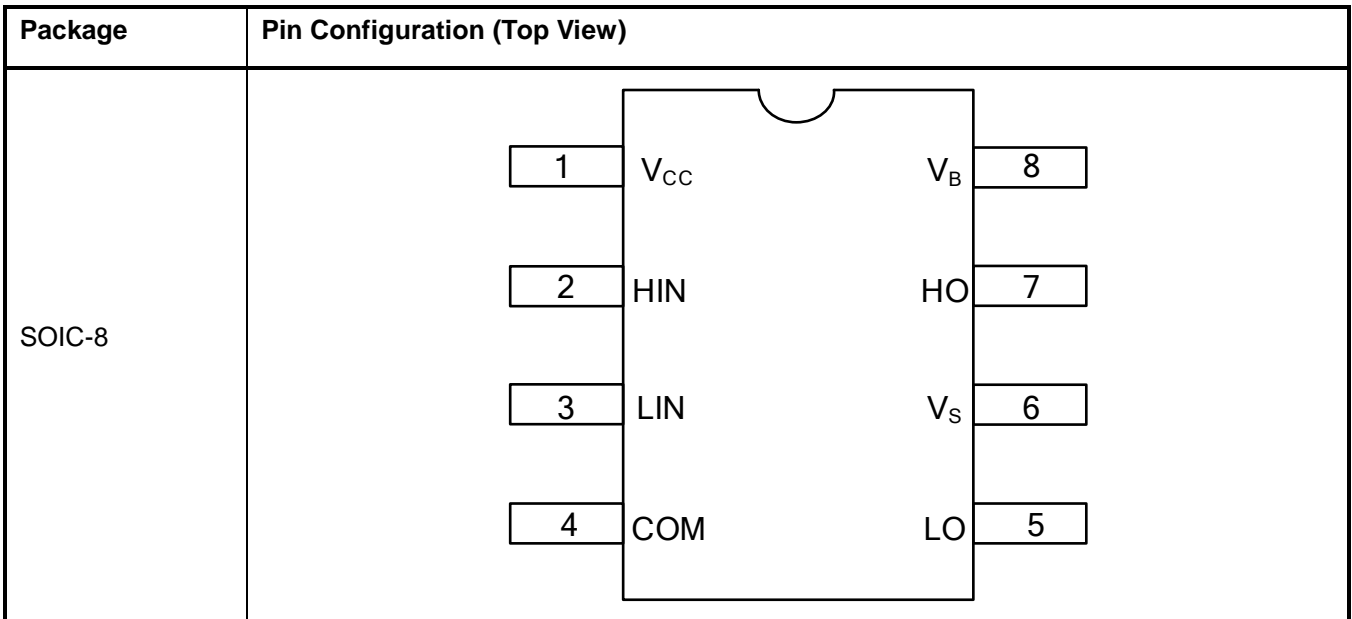 Package Pin Configuration (Top View)
SOIC-8
1 VCC VB 8
2 HIN HO 7
3 LIN VS 6
4 COM LO 5